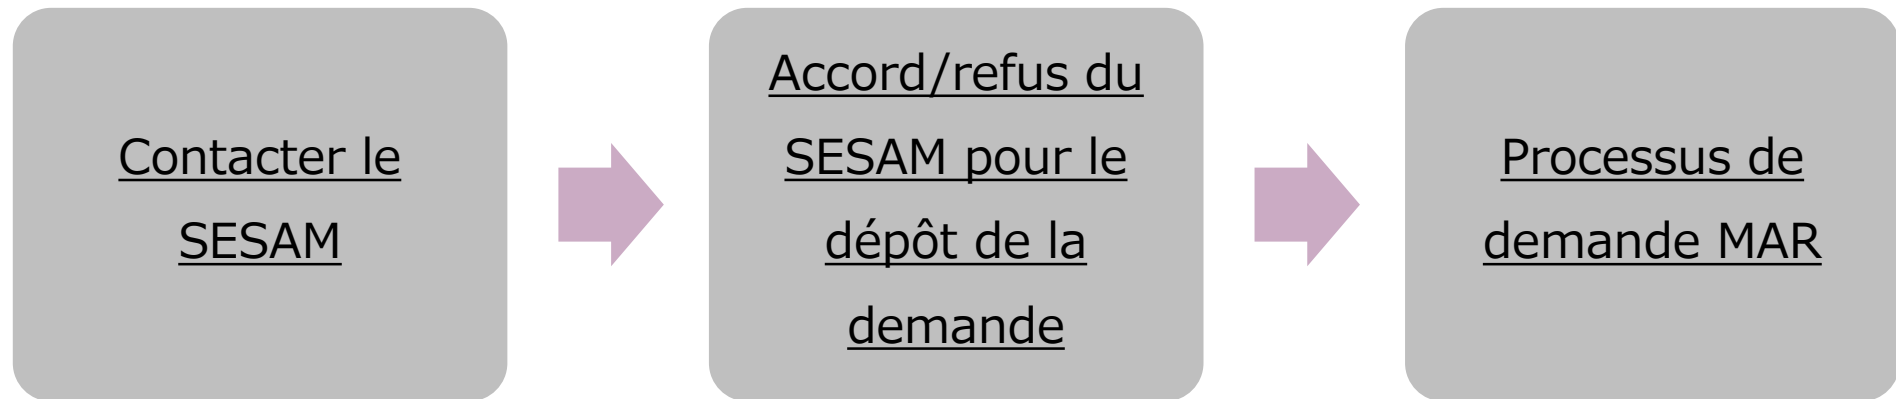 Contacter le
SESAM
Accord/refus du
SESAM pour le
dépôt de la
demande
Processus de
demande MAR